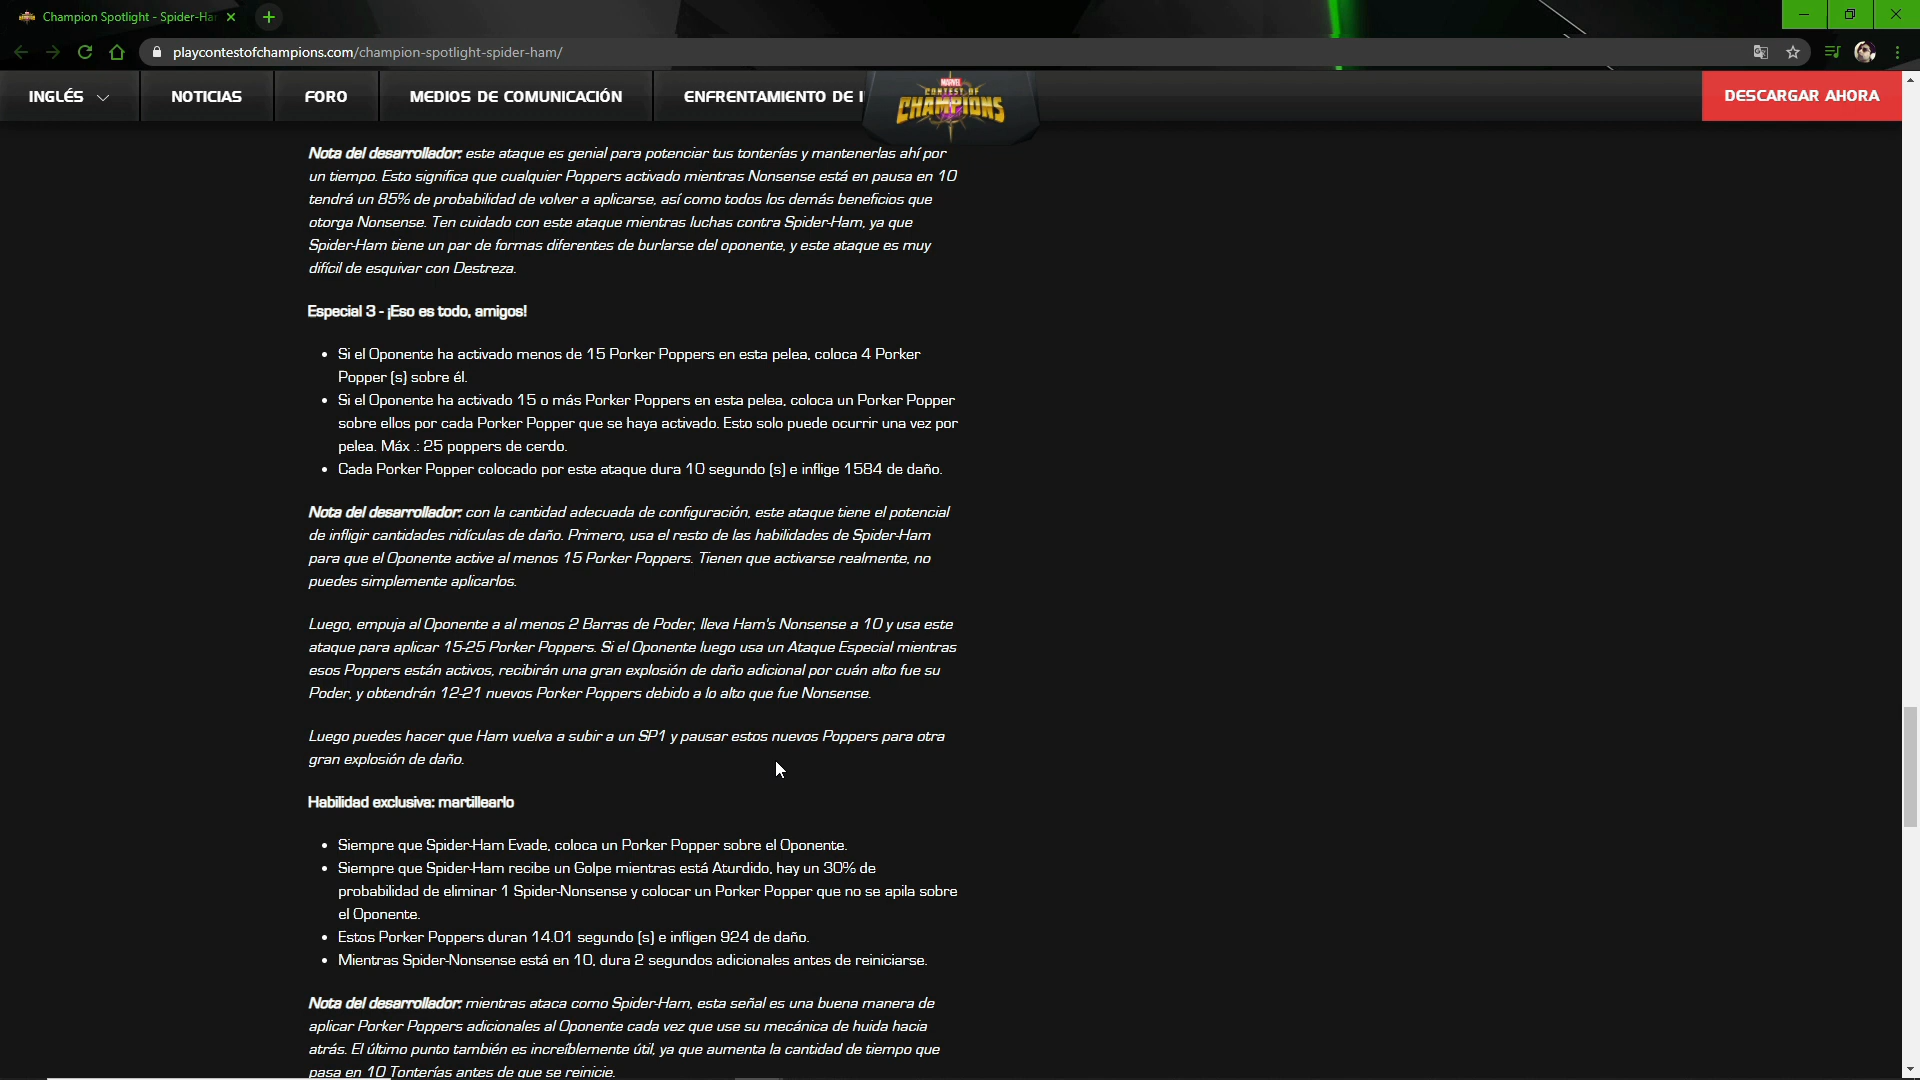 Champion Spotlight - Spider-Ha
playcontestofchampions.com/champion-spotlight-spider-ham/
INGLÉS
NOTICIAS
FORO
MEDIOS DE COMUNICACIÓN
ENFRENTAMIENTO DE I
MARVEL
CONTEST OF
CHAMPIONS
DESCARGAR AHORA
Nota del desarrollador: este ataque es genial para potenciar tus tonterías y mantenerlas ahí por
un tiempo. Esto significa que cualquier Poppers activado mientras Nonsense está en pausa en 10
tendrá un 85% de probabilidad de volver a aplicarse, así como todos los demás beneficios que
otorga Nonsense. Ten cuidado con este ataque mientras luchas contra Spider-Ham, ya que
Spider-Ham tiene un par de formas diferentes de burlarse del oponente, y este ataque es muy
difícil de esquivar con Destreza.
Especial 3 - ¡Eso es todo, amigos!
• Si el Oponente ha activado menos de 15 Porker Poppers en esta pelea, coloca 4 Porker
Popper (s) sobre él.
• Si el Oponente ha activado 15 o más Porker Poppers en esta pelea, coloca un Porker Popper
sobre ellos por cada Porker Popper que se haya activado. Esto solo puede ocurrir una vez por
pelea. Máx .: 25 poppers de cerdo.
• Cada Porker Popper colocado por este ataque dura 10 segundo (s) e inflige 1584 de daño.
Nota del desarrollador: con la cantidad adecuada de configuración, este ataque tiene el potencial
de infligir cantidades ridículas de daño. Primero, usa el resto de las habilidades de Spider-Ham
para que el Oponente active al menos 15 Porker Poppers. Tienen que activarse realmente, no
puedes simplemente aplicarlos.
Luego, empuja al Oponente a al menos 2 Barras de Poder, lleva Ham's Nonsense a 10 y usa este
ataque para aplicar 15-25 Porker Poppers. Si el Oponente luego usa un Ataque Especial mientras
esos Poppers están activos, recibirán una gran explosión de daño adicional por cuán alto fue su
Poder, y obtendrán 12-21 nuevos Porker Poppers debido a lo alto que fue Nonsense.
Luego puedes hacer que Ham vuelva a subir a un SP1 y pausar estos nuevos Poppers para otra
gran explosión de daño.
Habilidad exclusiva: martillearlo
• Siempre que Spider-Ham Evade, coloca un Porker Popper sobre el Oponente.
• Siempre que Spider-Ham recibe un Golpe mientras está Aturdido, hay un 30% de
probabilidad de eliminar 1 Spider-Nonsense y colocar un Porker Popper que no se apila sobre
el Oponente.
• Estos Porker Poppers duran 14.01 segundo (s) e infligen 924 de daño.
• Mientras Spider-Nonsense está en 10, dura 2 segundos adicionales antes de reiniciarse.
Nota del desarrollador: mientras ataca como Spider-Ham, esta señal es una buena manera de
aplicar Porker Poppers adicionales al Oponente cada vez que use su mecánica de huida hacia
atrás. El último punto también es increíblemente útil, ya que aumenta la cantidad de tiempo que
pasa en 10 Tonterías antes de que se reinicie.